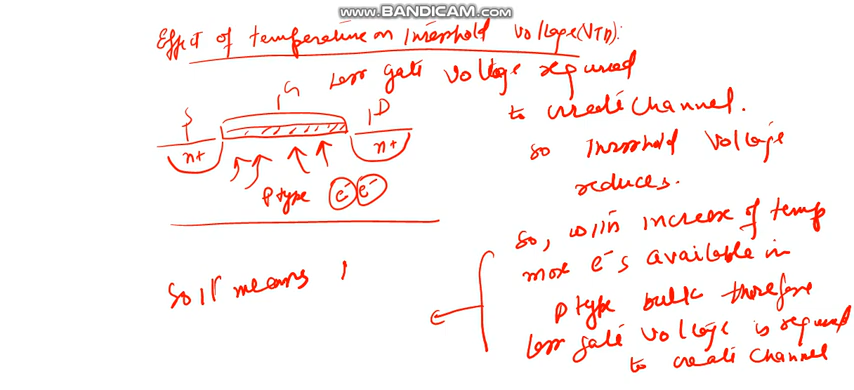 www.BANDICAM.com
Effect of temperature on Threshold Voltage (VTh):
Less gate voltage required
to create channel.
so Threshold Voltage
reduces.
S
G
D
n+
n+
P type e- e-
So, with increase of temp
more e-s available in
P type bulk therefore
less gate voltage is required
to create channel
So it means